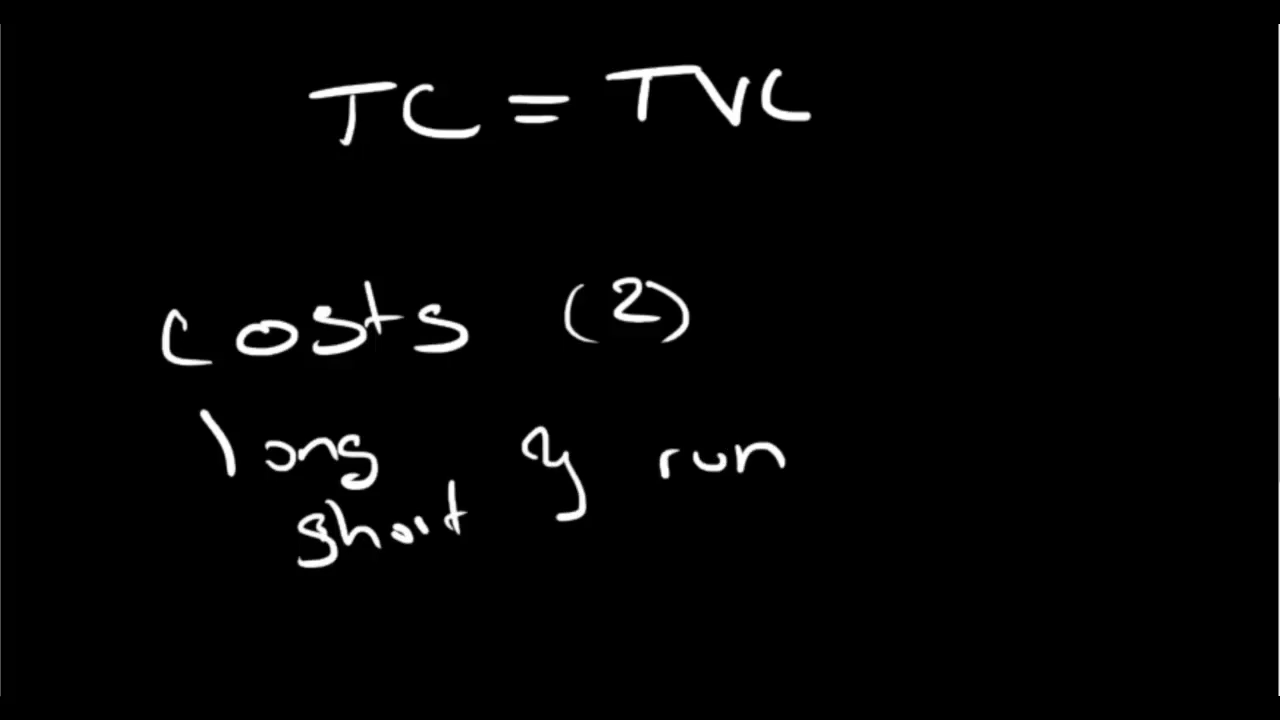 TC = TVC
costs (2)
long run
short